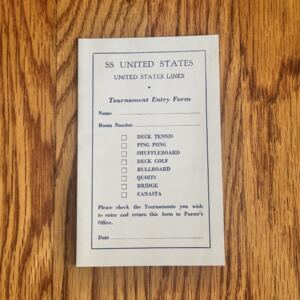 SS UNITED STATES
UNITED STATES LINES
Tournament Entry Form
Name
Room Number
DECK TENNIS
PING PONG
SHUFFLEBOARD
DECK GOLF
BULLBOARD
QUOITS
BRIDGE
CANASTA
Please check the Tournaments you wish
to enter and return this form to Purser's
Office.
Date